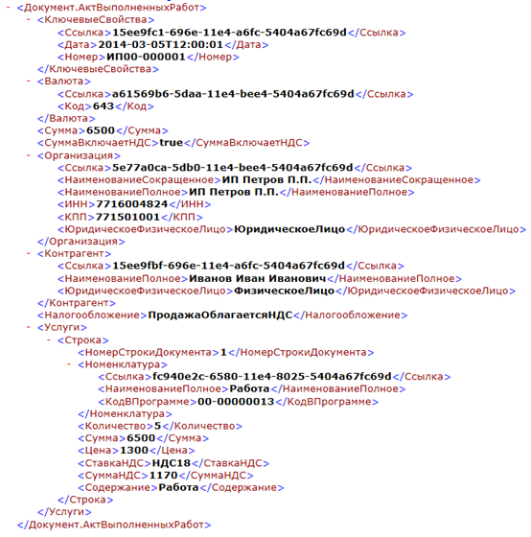 - <Документ.АктВыполненныхРабот>
- <КлючевыеСвойства>
<Ссылка>15ee9fc1-696e-11e4-a6fc-5404a67fc69d</Ссылка>
<Дата>2014-03-05T12:00:01</Дата>
<Номер>ИП00-000001</Номер>
</КлючевыеСвойства>
- <Валюта>
<Ссылка>a61569b6-5daa-11e4-bee4-5404a67fc69d</Ссылка>
<Код>643</Код>
</Валюта>
<Сумма>6500</Сумма>
<СуммаВключаетНДС>true</СуммаВключаетНДС>
- <Организация>
<Ссылка>5e77a0ca-5db0-11e4-bee4-5404a67fc69d</Ссылка>
<НаименованиеСокращенное>ИП Петров П.П.</НаименованиеСокращенное>
<НаименованиеПолное>ИП Петров П.П.</НаименованиеПолное>
<ИНН>7716004824</ИНН>
<КПП>771501001</КПП>
<ЮридическоеФизическоеЛицо>ЮридическоеЛицо</ЮридическоеФизическоеЛицо>
</Организация>
- <Контрагент>
<Ссылка>15ee9fbf-696e-11e4-a6fc-5404a67fc69d</Ссылка>
<НаименованиеПолное>Иванов Иван Иванович</НаименованиеПолное>
<ЮридическоеФизическоеЛицо>ФизическоеЛицо</ЮридическоеФизическоеЛицо>
</Контрагент>
<Налогообложение>ПродажаОблагаетсяНДС</Налогообложение>
- <Услуги>
- <Строка>
<НомерСтрокиДокумента>1</НомерСтрокиДокумента>
- <Номенклатура>
<Ссылка>fc940e2c-6580-11e4-8025-5404a67fc69d</Ссылка>
<НаименованиеПолное>Работа</НаименованиеПолное>
<КодВПрограмме>00-00000013</КодВПрограмме>
</Номенклатура>
<Количество>5</Количество>
<Сумма>6500</Сумма>
<Цена>1300</Цена>
<СтавкаНДС>НДС18</СтавкаНДС>
<СуммаНДС>1170</СуммаНДС>
<Содержание>Работа</Содержание>
</Строка>
</Услуги>
</Документ.АктВыполненныхРабот>